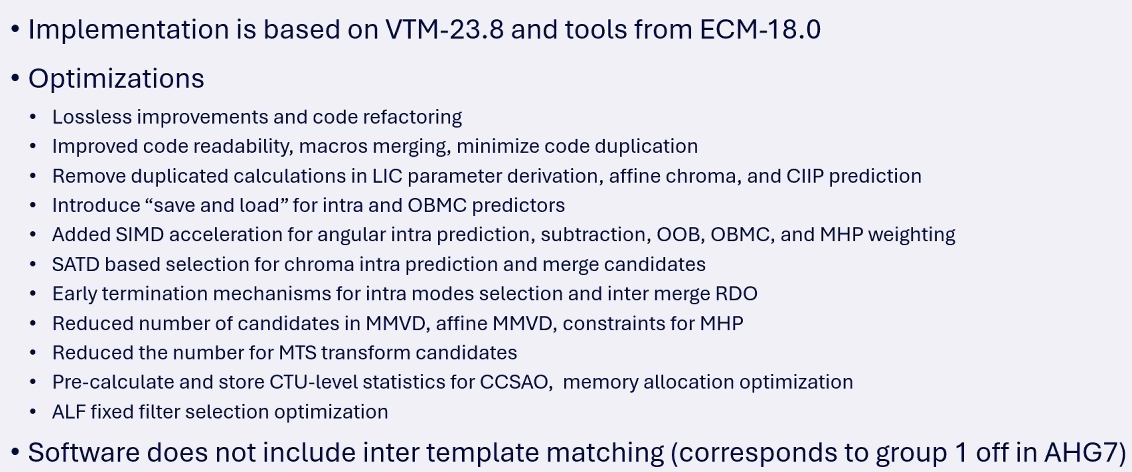 • Implementation is based on VTM-23.8 and tools from ECM-18.0
• Optimizations
• Lossless improvements and code refactoring
• Improved code readability, macros merging, minimize code duplication
• Remove duplicated calculations in LIC parameter derivation, affine chroma, and CIIP prediction
• Introduce “save and load” for intra and OBMC predictors
• Added SIMD acceleration for angular intra prediction, subtraction, OOB, OBMC, and MHP weighting
• SATD based selection for chroma intra prediction and merge candidates
• Early termination mechanisms for intra modes selection and inter merge RDO
• Reduced number of candidates in MMVD, affine MMVD, constraints for MHP
• Reduced the number for MTS transform candidates
• Pre-calculate and store CTU-level statistics for CCSAO,  memory allocation optimization
• ALF fixed filter selection optimization
• Software does not include inter template matching (corresponds to group 1 off in AHG7)